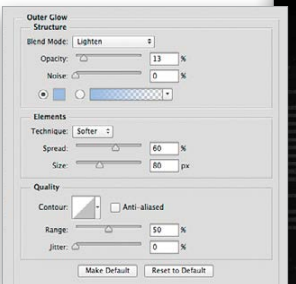 Outer Glow
Structure
Blend Mode: Lighten
Opacity: 13 %
Noise: 0 %
Elements
Technique: Softer
Spread: 60 %
Size: 80 px
Quality
Contour: Anti-aliased
Range: 50 %
Jitter: 0 %
Make Default Reset to Default